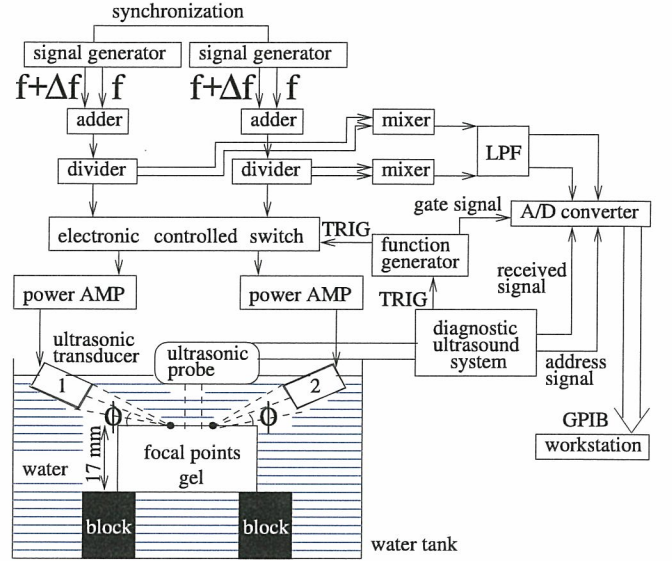 synchronization
signal generator
signal generator
f+Δf
f
f+Δf
f
adder
adder
mixer
LPF
divider
divider
mixer
gate signal
A/D converter
electronic controlled switch
TRIG
function
generator
received
signal
power AMP
power AMP
TRIG
diagnostic
ultrasound
system
address
signal
ultrasonic
transducer
ultrasonic
probe
1
2
ϕ
ϕ
GPIB
workstation
17 mm
focal points
gel
water
block
block
water tank